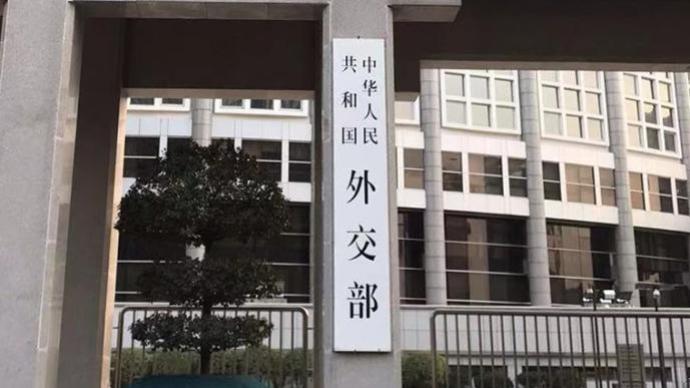 中华人民
共和国
外交部